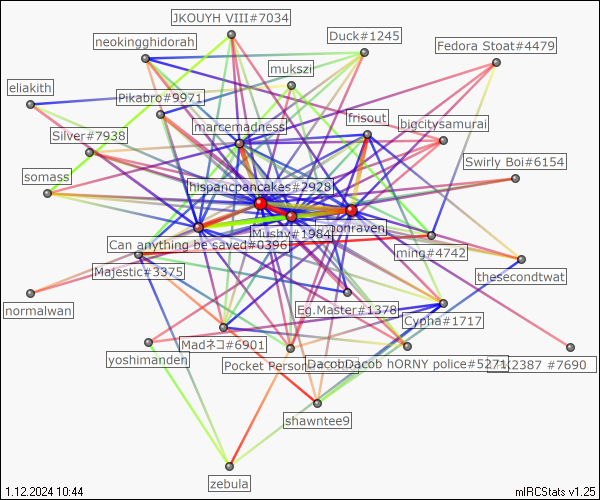 JKOUYH VIII#7034
Duck#1245
neokingghidorah
Fedora Stoat#4479
mukszi
eliakith
Pikabro#9971
marcemadness
frisout
bigcitysamurai
Silver#7938
Swirly Boi#6154
somass
hispancpancakes#2928
Mushy#1984
Can anything be saved#0396
ming#4742
Majestic#3375
thesecondtwat
normalwan
Eg.Master#1378
Cypha#1717
Madネコ#6901
yoshimanden
Pocket Person
DacobDacob hORNY police#5271
#7690
shawntee9
zebula
1.12.2024 10:44
mIRCStats v1.25